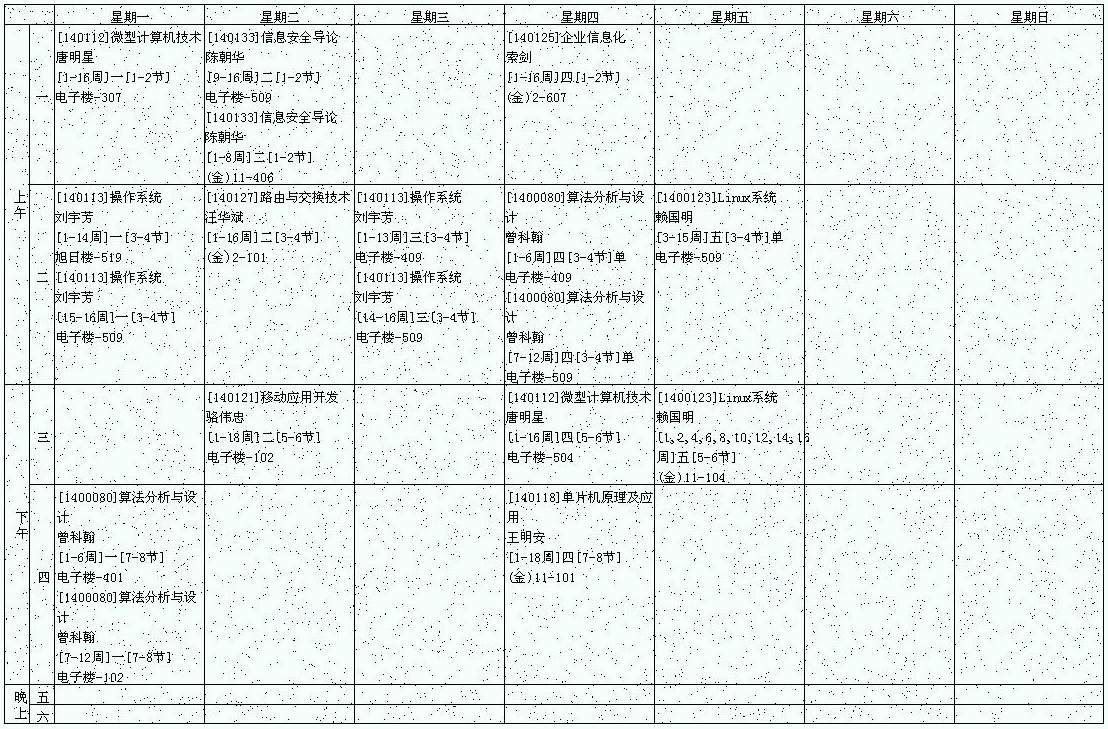 星期一 星期二 星期三 星期四 星期五 星期六 星期日
上午
一
[140112]微型计算机技术
唐明星
[1-16周]一[1-2节]
电子楼-307
[140133]信息安全导论
陈朝华
[9-16周]二[1-2节]
电子楼-509
[140133]信息安全导论
陈朝华
[1-8周]二[1-2节]
(金)11-406
[140125]企业信息化
索剑
[1-16周]四[1-2节]
(金)2-607
二
[140113]操作系统
刘宇芳
[1-14周]一[3-4节]
旭日楼-519
[140113]操作系统
刘宇芳
[15-16周]一[3-4节]
电子楼-509
[140127]路由与交换技术
汪华斌
[1-16周]二[3-4节]
(金)2-101
[140113]操作系统
刘宇芳
[1-13周]三[3-4节]
电子楼-409
[140113]操作系统
刘宇芳
[14-16周]三[3-4节]
电子楼-509
[1400080]算法分析与设
计
曾科翰
[1-6周]四[3-4节]单
电子楼-409
[1400080]算法分析与设
计
曾科翰
[7-12周]四[3-4节]单
电子楼-509
[1400123]Linux系统
赖国明
[3-15周]五[3-4节]单
电子楼-509
下午
三
[140121]移动应用开发
骆伟忠
[1-18周]二[5-6节]
电子楼-102
[140112]微型计算机技术
唐明星
[1-16周]四[5-6节]
电子楼-504
[1400123]Linux系统
赖国明
[1,2,4,6,8,10,12,14,16
周]五[5-6节]
(金)11-104
四
[1400080]算法分析与设
计
曾科翰
[1-6周]一[7-8节]
电子楼-401
[1400080]算法分析与设
计
曾科翰
[7-12周]一[7-8节]
电子楼-102
[140118]单片机原理及应
用
王明安
[1-18周]四[7-8节]
(金)11-101
晚上
五
六